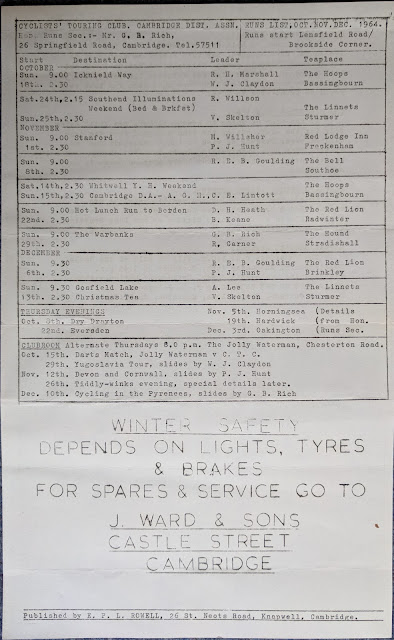 CYCLISTS' TOURING CLUB. CAMBRIDGE DIST. ASSN. RUNS LIST, OCT.NOV.DEC. 1964.
Hon. Runs Sec.:- Mr. G. B. Rich, Runs start Lensfield Road/
26 Springfield Road, Cambridge. Tel.57511 Brookside Corner.
Start Destination Leader Teaplace
OCTOBER
Sun. 9.00 Icknield Way H. H. Marshall The Hoops
18th. 2.30 W. J. Claydon Bassingbourn
Sat.24th,2.15 Southend Illuminations R. Willson
Weekend (Bed & Brkfst) The Linnets
Sun.25th,2.30 V. Skelton Sturmer
NOVEMBER
Sun. 9.00 Stanford M. Willsher Red Lodge Inn
1st. 2.30 P. J. Hunt Freckenham
Sun. 9.00 R. E. B. Goulding The Bell
8th. 2.30 Southoe
Sat.14th,2.30 Whitwell Y. H. Weekend The Hoops
Sun.15th,2.30 Cambridge D.A.- A. G. M., C. E. Lintott Bassingbourn
Sun. 9.00 Hot Lunch Run to Berden D. R. Heath The Red Lion
22nd. 2.30 B. Keane Radwinter
Sun. 9.00 The Warbanks G. B. Rich The Hound
29th. 2.30 R. Garner Stradishall
DECEMBER
Sun. 9.30 R. E. B. Goulding The Red Lion
6th. 2.30 P. J. Hunt Brinkley
Sun. 9.30 Gosfield Lake A. Lee The Linnets
13th. 2.30 Christmas Tea V. Skelton Sturmer
THURSDAY EVENINGS Nov. 5th. Horningsea (Details
Oct. 8th. Dry Drayton 19th. Hardwick (from Hon.
22nd. Eversden Dec. 3rd. Oakington (Runs Sec.
CLUBROOM Alternate Thursdays 8.0 p.m. The Jolly Waterman, Chesterton Road.
Oct. 15th. Darts Match, Jolly Waterman v C. T. C.
29th. Yugoslavia Tour, slides by W. J. Claydon
Nov. 12th. Devon and Cornwall, slides by P. J. Hunt
26th. Tiddly-winks evening, special details later.
Dec. 10th. Cycling in the Pyrenees, slides by G. B. Rich
WINTER SAFETY
DEPENDS ON LIGHTS, TYRES
& BRAKES
FOR SPARES & SERVICE GO TO
J. WARD & SONS
CASTLE STREET
CAMBRIDGE
Published by K. P. L. ROWELL, 26 St. Neots Road, Knapwell, Cambridge.